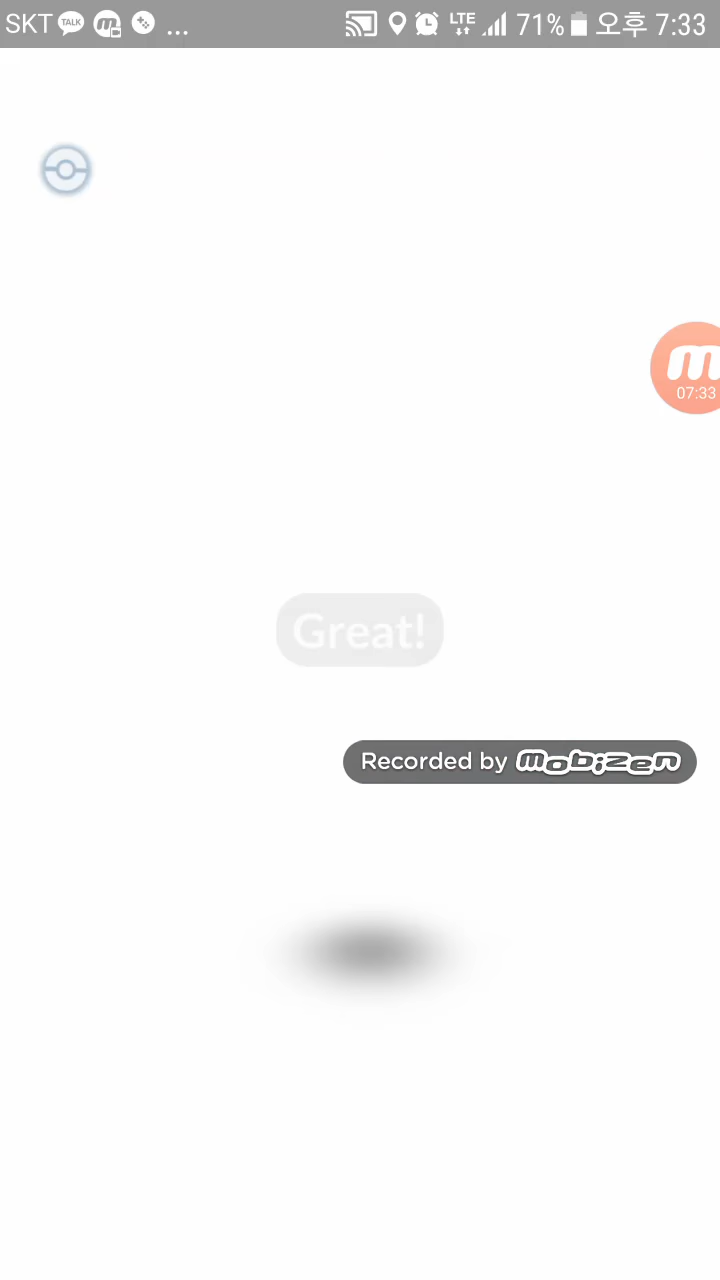 SKT TALK m ... LTE 71% 오후 7:33
m
07:33
Great!
Recorded by mobizen